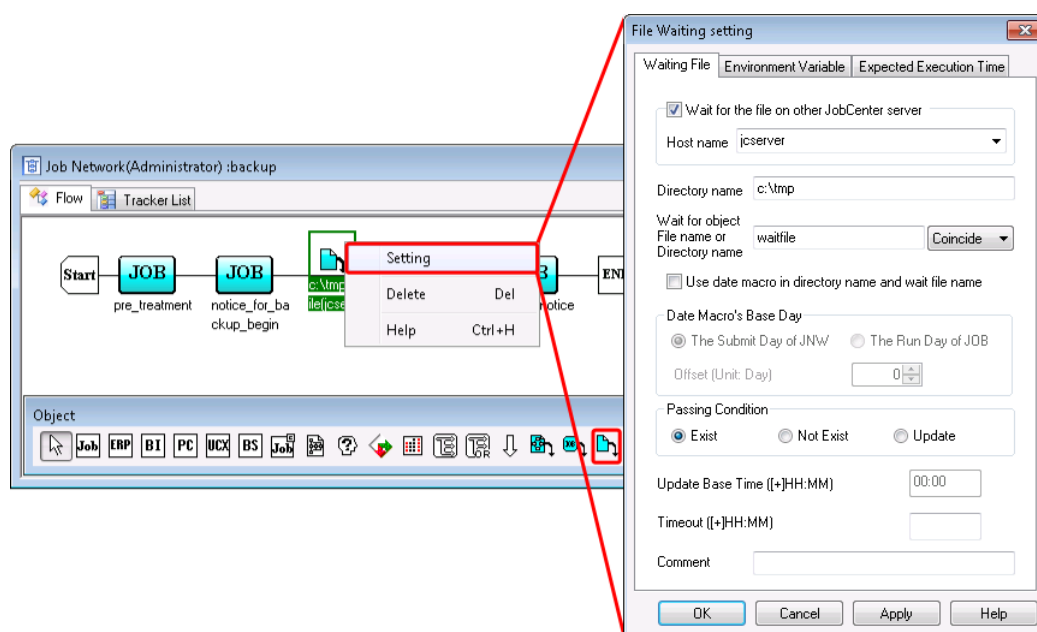 File Waiting setting
Waiting File Environment Variable Expected Execution Time
Wait for the file on other JobCenter server
Host name jcserver
Directory name c:\tmp
Wait for object
File name or
Directory name
waitfile Coincide
Use date macro in directory name and wait file name
Date Macro's Base Day
The Submit Day of JNW The Run Day of JOB
Offset (Unit: Day) 0
Passing Condition
Exist Not Exist Update
Update Base Time ([+]HH:MM) 00:00
Timeout ([+]HH:MM)
Comment
OK Cancel Apply Help
Job Network(Administrator) :backup
Flow Tracker List
Start JOB JOB
pre_treatment
notice_for_ba
ckup_begin
c:\tmp
Setting
Delete Del
Help Ctrl+H
B
notice
Object
Job ERP BI PC UCX BS Job
OR